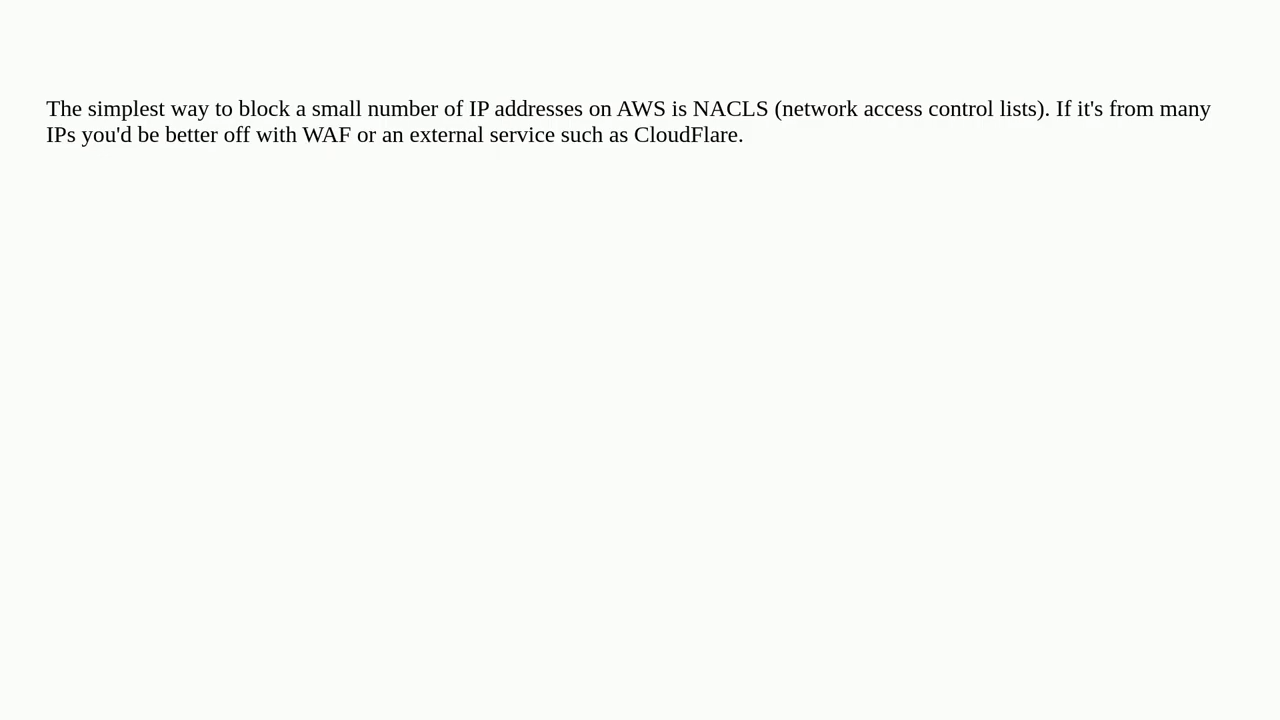 The simplest way to block a small number of IP addresses on AWS is NACLS (network access control lists). If it's from many
IPs you'd be better off with WAF or an external service such as CloudFlare.